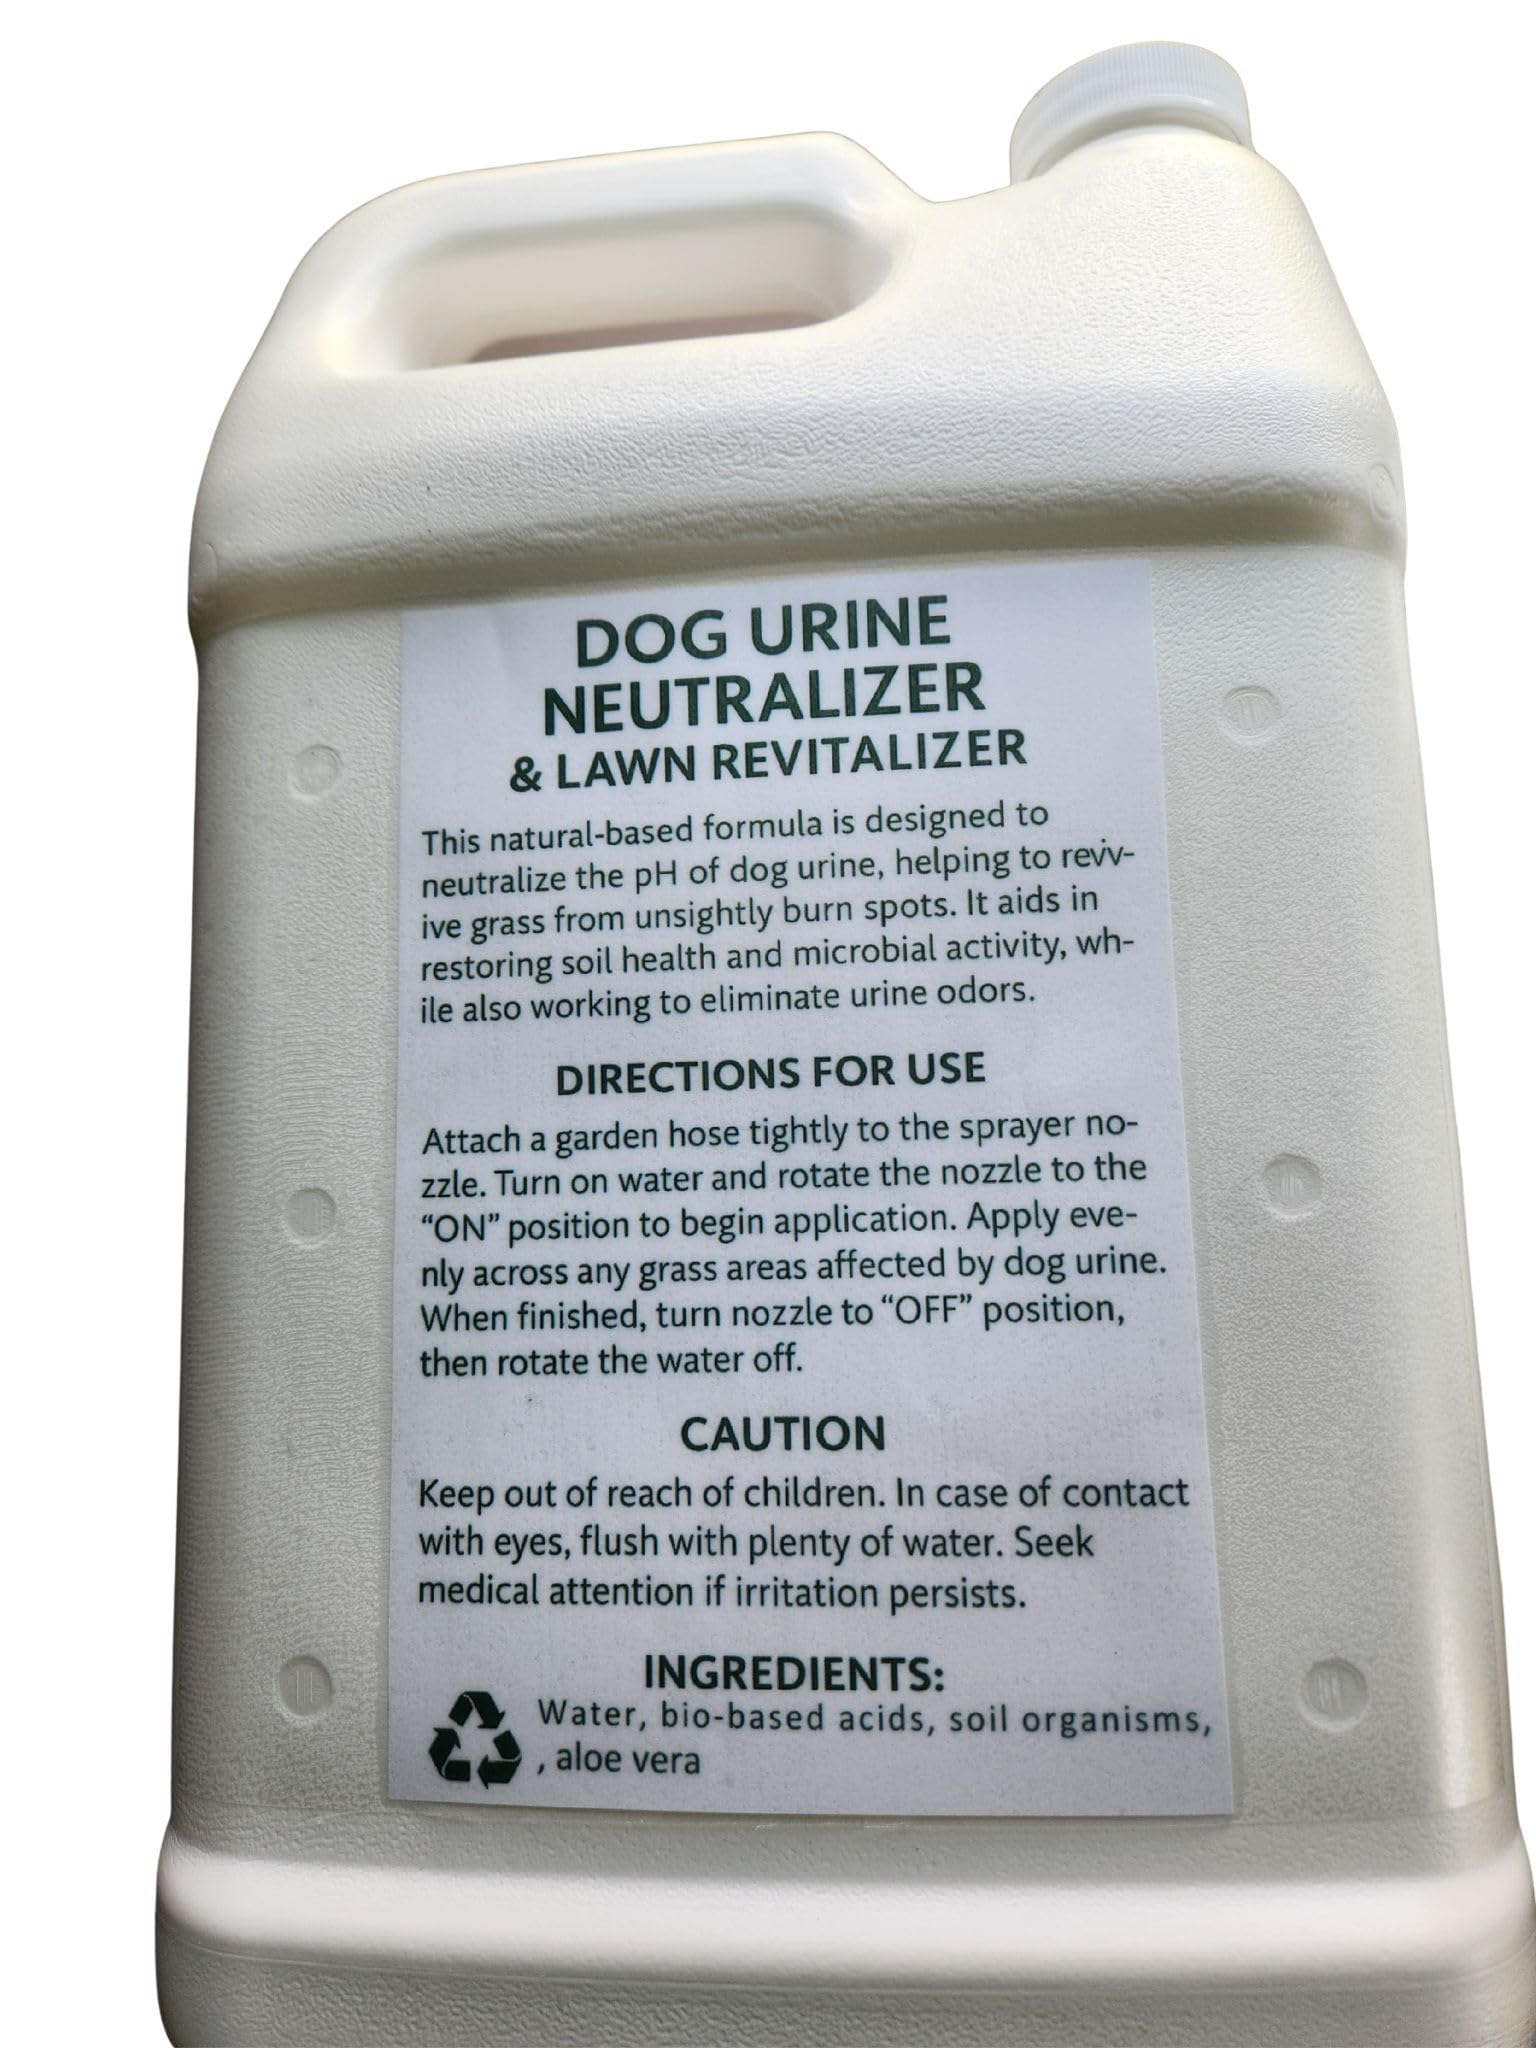 DOG URINE
NEUTRALIZER
& LAWN REVITALIZER
This natural-based formula is designed to
neutralize the pH of dog urine, helping to reviv-
ive grass from unsightly burn spots. It aids in
restoring soil health and microbial activity, wh-
ile also working to eliminate urine odors.
DIRECTIONS FOR USE
Attach a garden hose tightly to the sprayer no-
zzle. Turn on water and rotate the nozzle to the
“ON” position to begin application. Apply eve-
nly across any grass areas affected by dog urine.
When finished, turn nozzle to “OFF” position,
then rotate the water off.
CAUTION
Keep out of reach of children. In case of contact
with eyes, flush with plenty of water. Seek
medical attention if irritation persists.
INGREDIENTS:
Water, bio-based acids, soil organisms,
, aloe vera